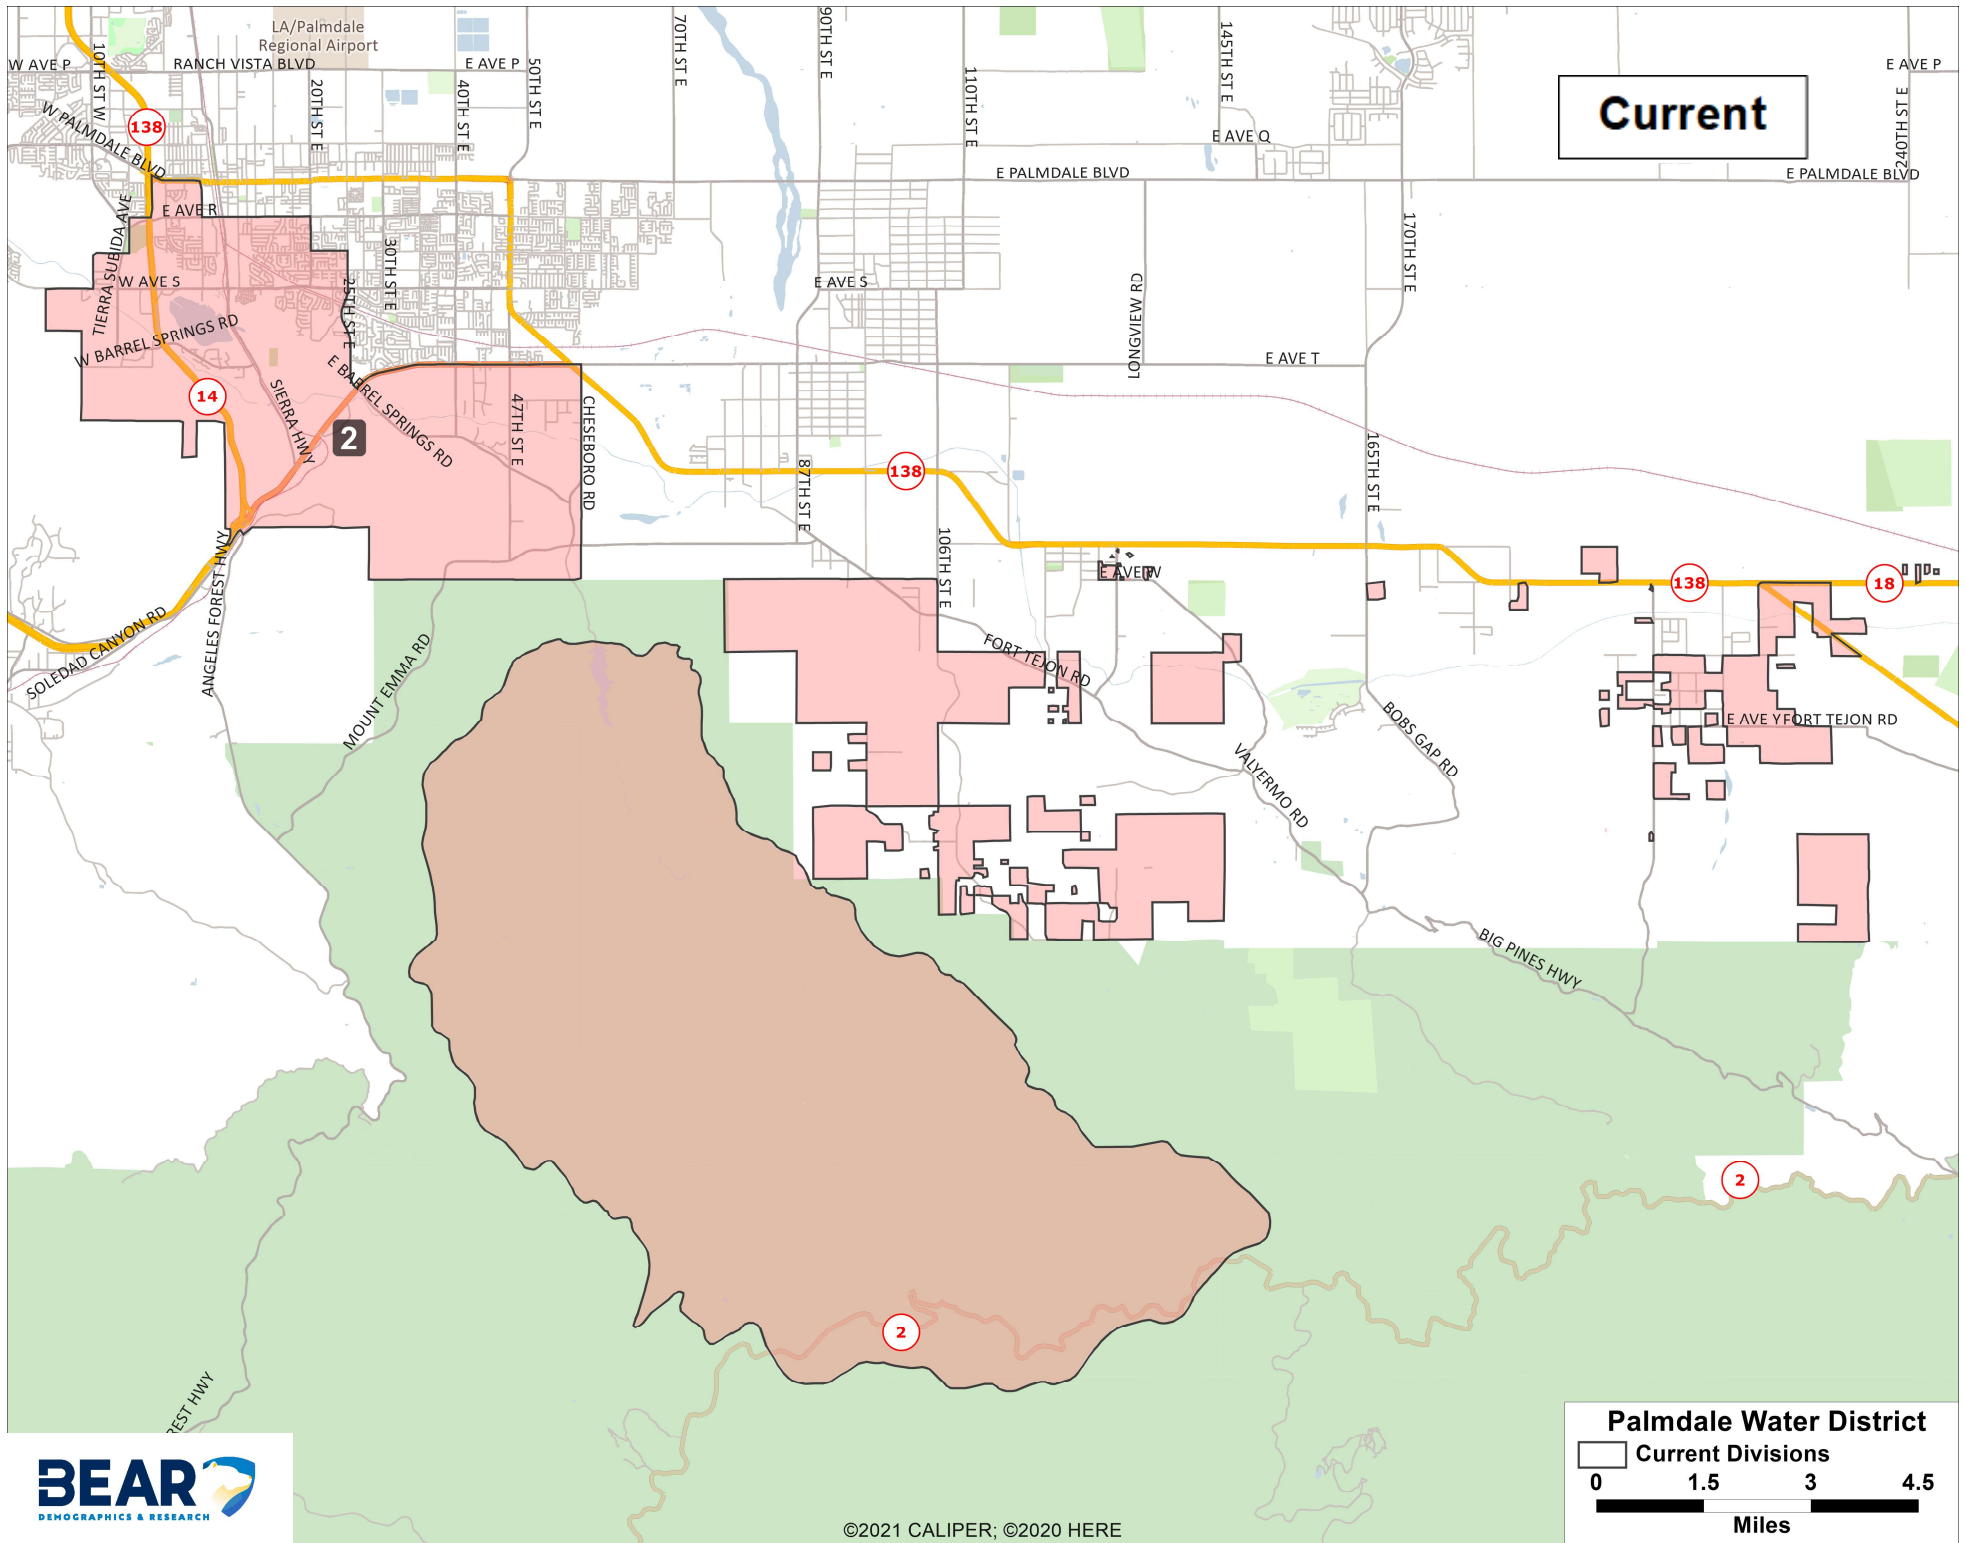 LA/Palmdale
Regional Airport
W AVE P
10TH ST W
RANCH VISTA BLVD
E AVE P
50TH ST E
70TH ST E
90TH ST E
145TH ST E
E AVE P
20TH ST E
40TH ST E
110TH ST E
240TH ST E
Current
W PALMDALE BLVD
138
E AVE Q
E PALMDALE BLVD
E PALMDALE BLVD
E AVE R
TIERRA SUBIDA AVE
30TH ST E
170TH ST E
W AVE S
25TH ST E
E AVE S
LONGVIEW RD
W BARREL SPRINGS RD
E AVE T
E BARREL SPRINGS RD
14
SIERRA HWY
2
47TH ST E
CHESEBORO RD
87TH ST E
138
165TH ST E
106TH ST E
ANGELES FOREST HWY
E AVE W
138
18
SOLEDAD CANYON RD
MOUNT EMMA RD
FORT TEJON RD
BOBS GAP RD
E AVE Y
FORT TEJON RD
VALYERMO RD
BIG PINES HWY
2
2
REST HWY
Palmdale Water District
Current Divisions
0 1.5 3 4.5
Miles
BEAR
DEMOGRAPHICS & RESEARCH
©2021 CALIPER; ©2020 HERE